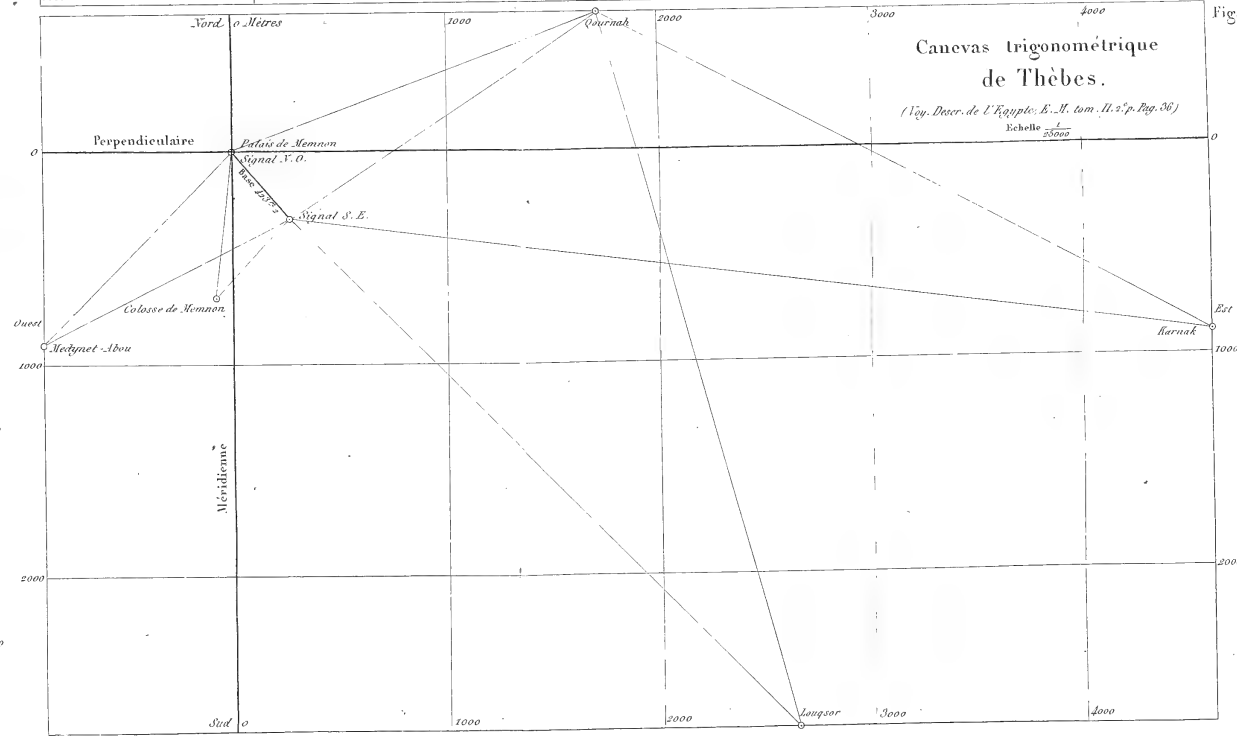 Nord 0 Mètres
1000
Qournah
2000
3000
4000
Fig
Canevas trigonométrique
de Thèbes.
(Voy. Descr. de l'Egypte, E. M. tom. II. 2e. p. Pag. 36)
Echelle 1/25000
Perpendiculaire
0
Palais de Memnon
Signal N. O.
0
Base
Signal S. E.
Colosse de Memnon
Ouest
Est
Karnak
Medynet-Abou
1000
1000
Méridienne
2000
200
Sud 0
1000
2000
Louqsor
3000
4000